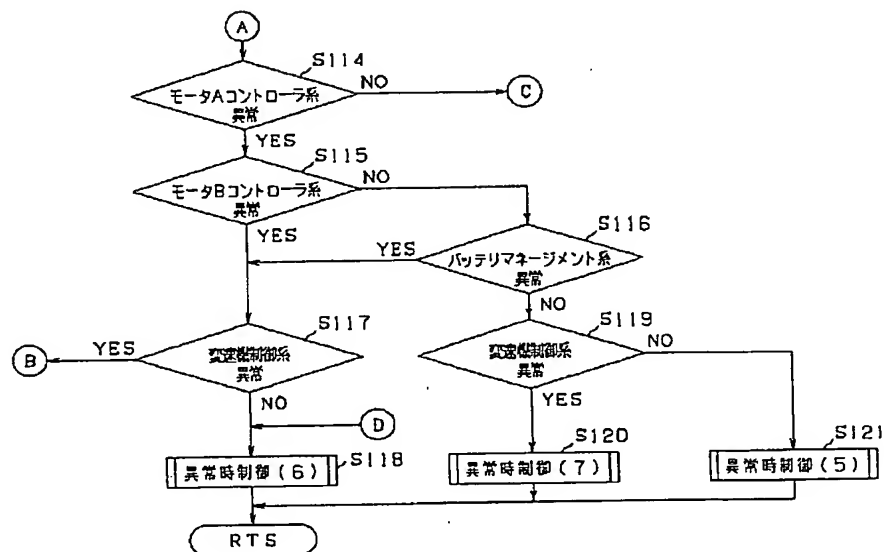 A
S114
モータAコントローラ系
異常
NO
C
YES
S115
モータBコントローラ系
異常
NO
YES
S116
YES
バッテリマネージメント系
異常
NO
S117
YES
B
変速機制御系
異常
NO
S119
変速機制御系
異常
NO
YES
D
異常時制御(6)
S118
S120
異常時制御(7)
S121
異常時制御(5)
RTS